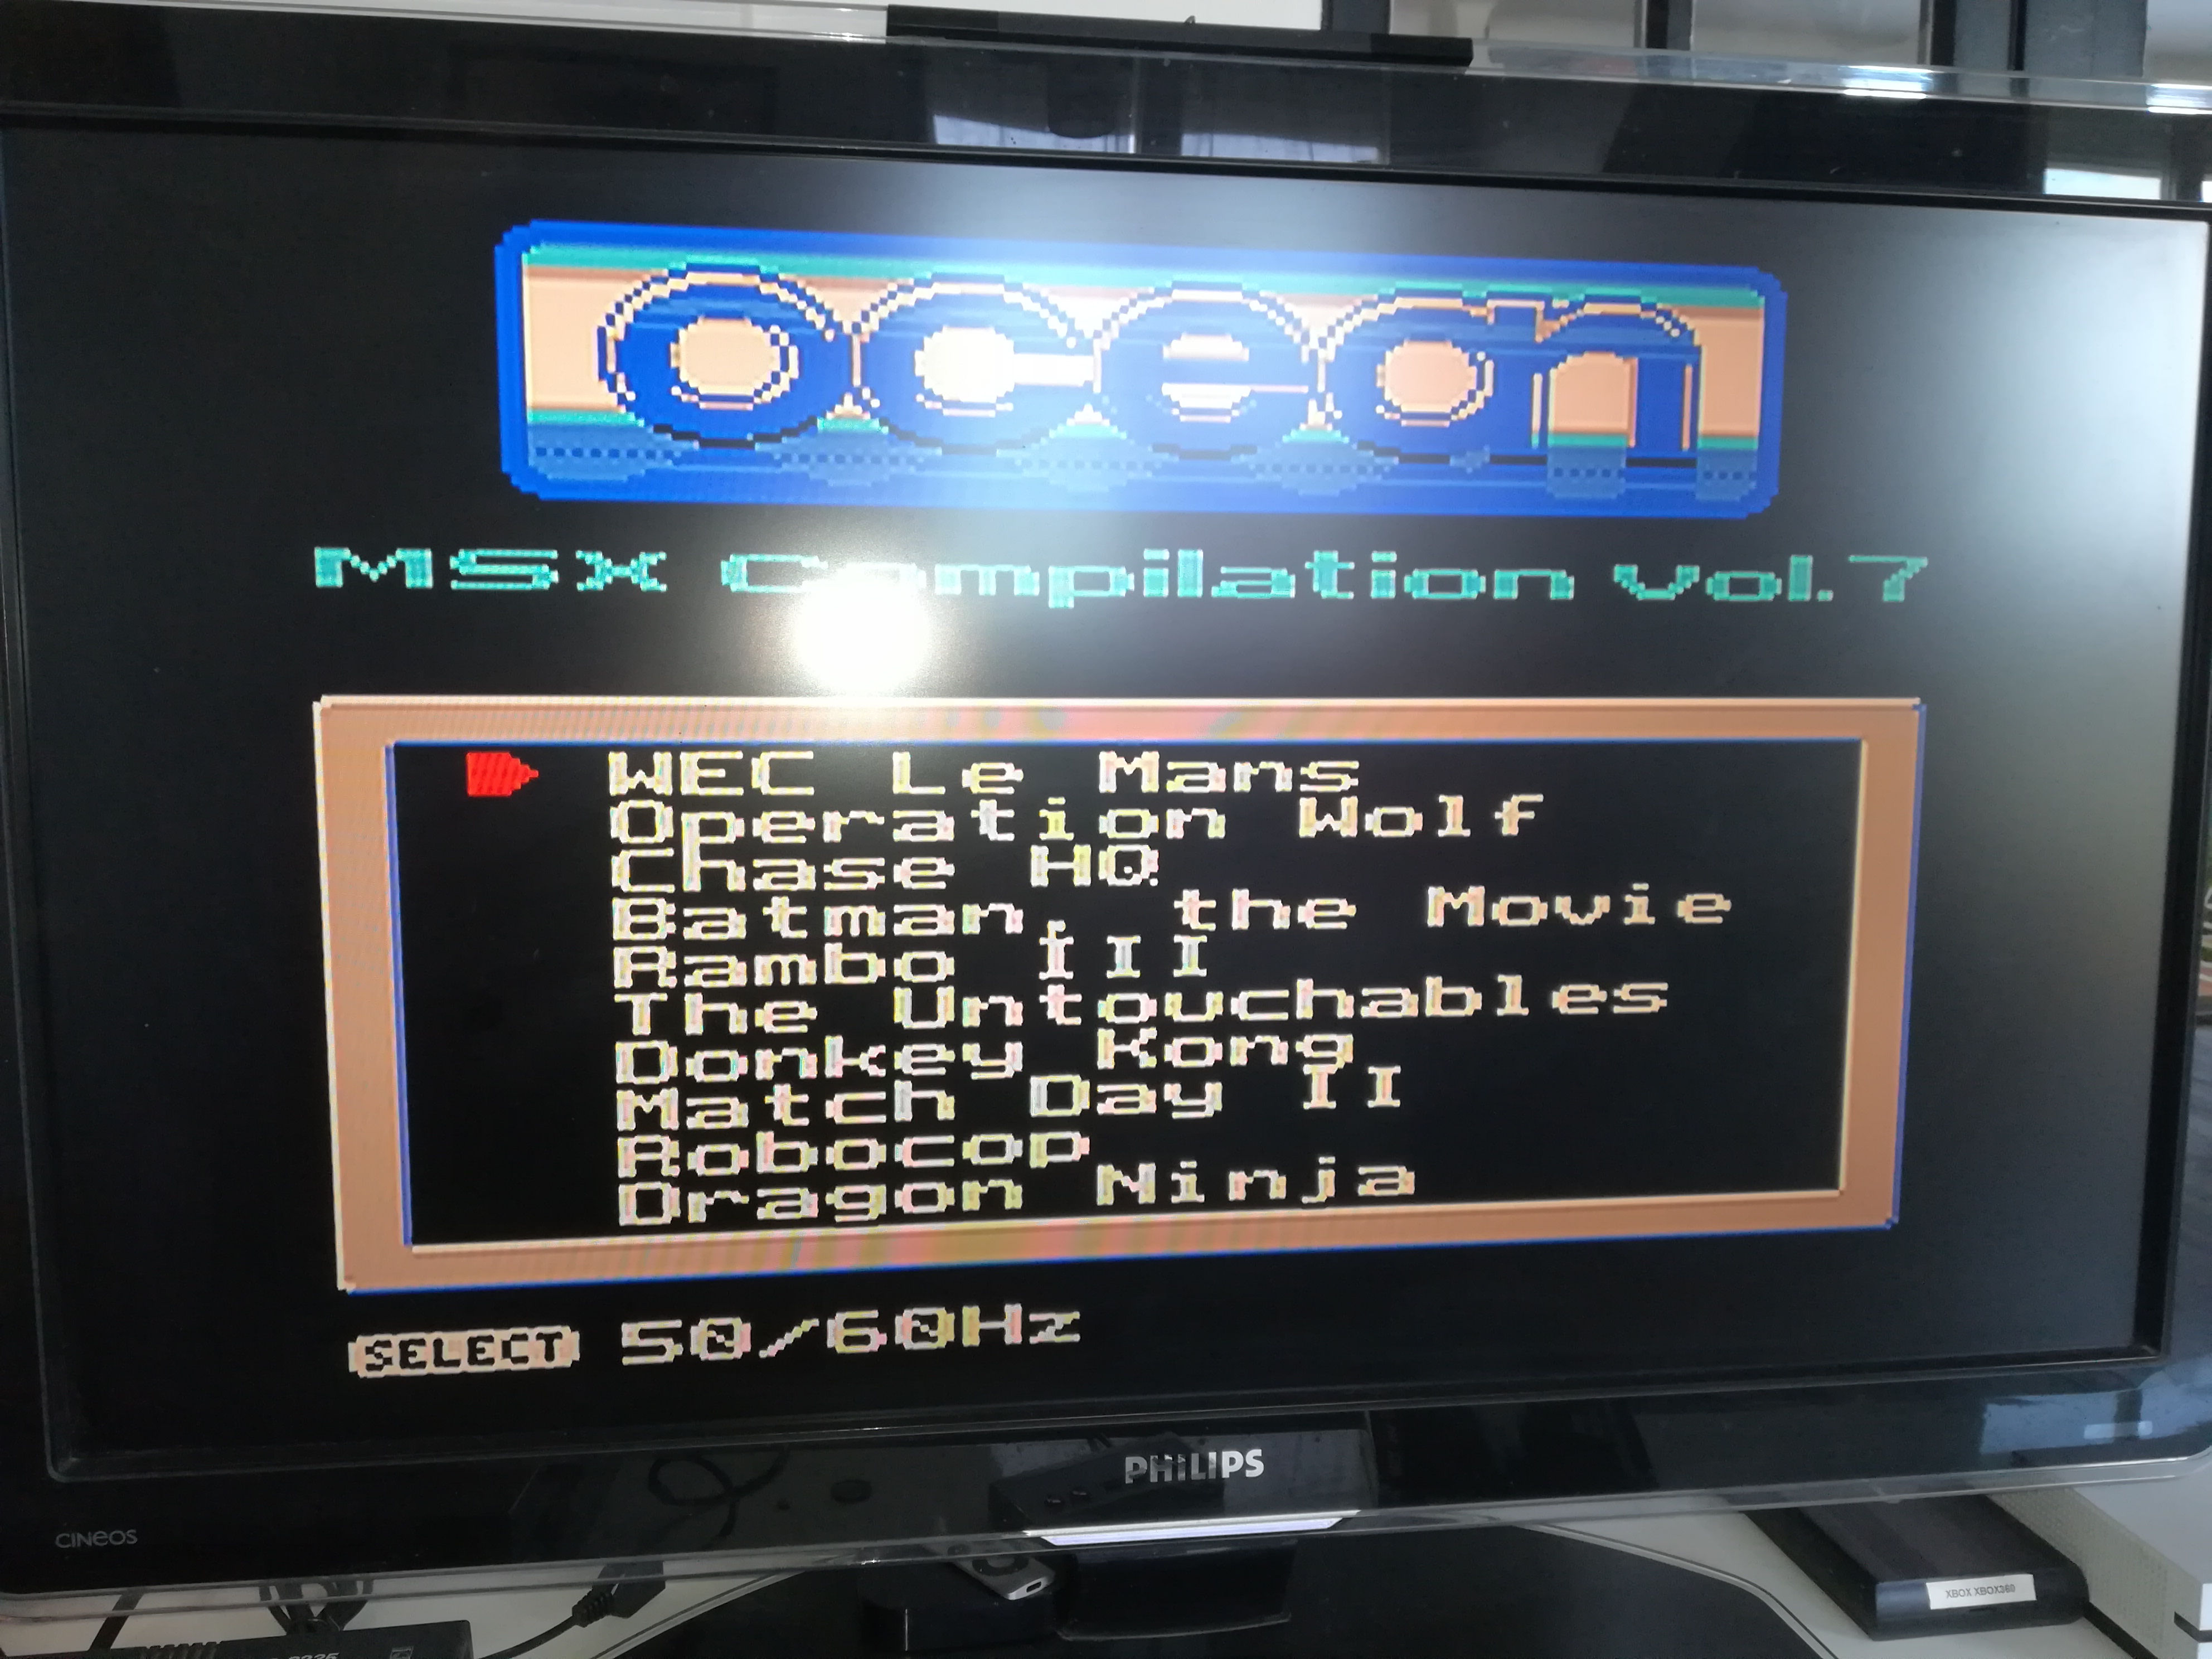 ocean
MSX Compilation vol.7
WEC Le Mans
Operation Wolf
Chase HQ
Batman, the Movie
Rambo III
The Untouchables
Donkey Kong
Match Day II
Robocop
Dragon Ninja
SELECT 50/60Hz
PHILIPS
CINEOS
XBOX XBOX360